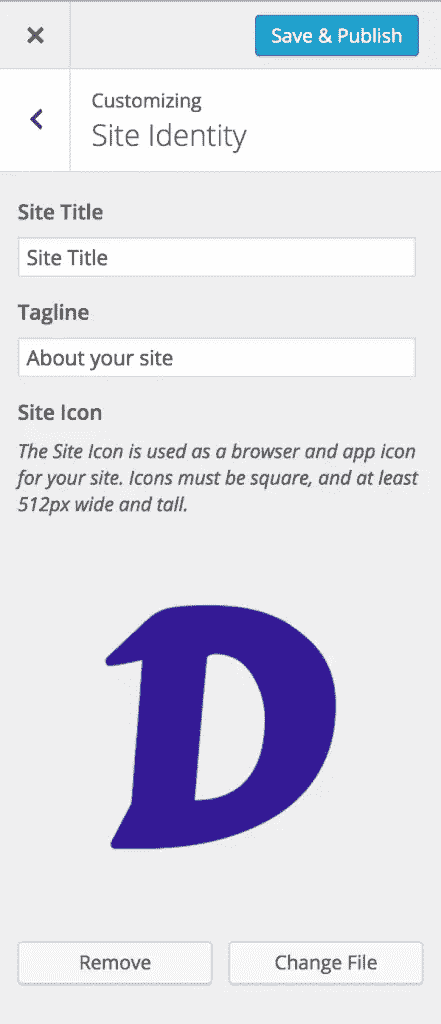 Save & Publish
Customizing
Site Identity
Site Title
Site Title
Tagline
About your site
Site Icon
The Site Icon is used as a browser and app icon
for your site. Icons must be square, and at least
512px wide and tall.
D
Remove
Change File